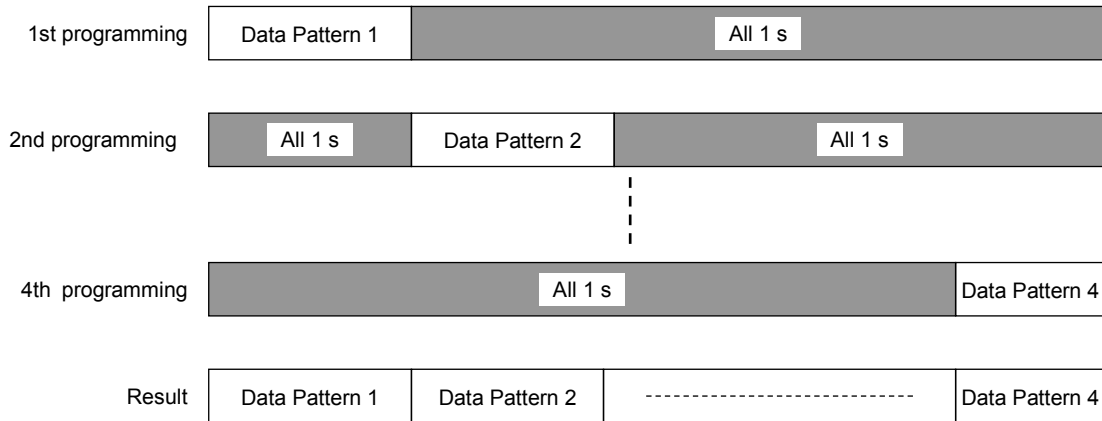 1st programming Data Pattern 1 All 1 s
2nd programming All 1 s Data Pattern 2 All 1 s
4th programming All 1 s Data Pattern 4
Result Data Pattern 1 Data Pattern 2 Data Pattern 4